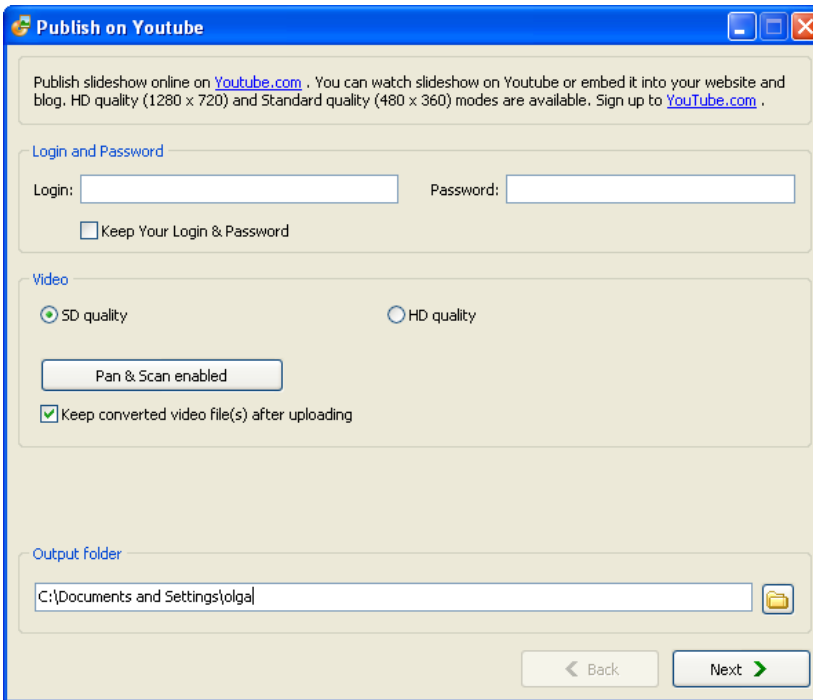 Publish on Youtube
Publish slideshow online on Youtube.com . You can watch slideshow on Youtube or embed it into your website and
blog. HD quality (1280 x 720) and Standard quality (480 x 360) modes are available. Sign up to YouTube.com .
Login and Password
Login: Password:
Keep Your Login & Password
Video
SD quality HD quality
Pan & Scan enabled
Keep converted video file(s) after uploading
Output folder
C:\Documents and Settings\olga
Back Next